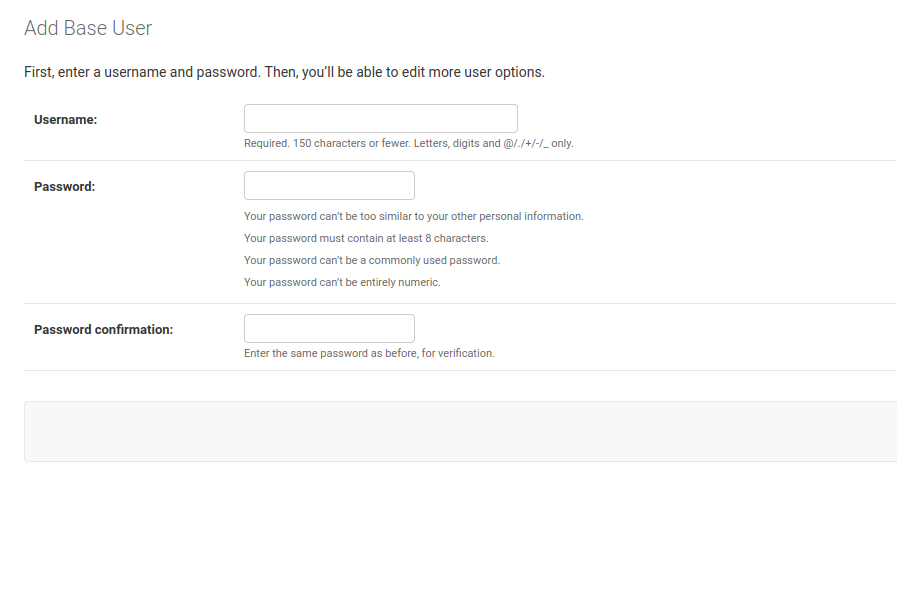 Add Base User
First, enter a username and password. Then, you’ll be able to edit more user options.
Username:
Required. 150 characters or fewer. Letters, digits and @/./+/-/_ only.
Password:
Your password can’t be too similar to your other personal information.
Your password must contain at least 8 characters.
Your password can’t be a commonly used password.
Your password can’t be entirely numeric.
Password confirmation:
Enter the same password as before, for verification.